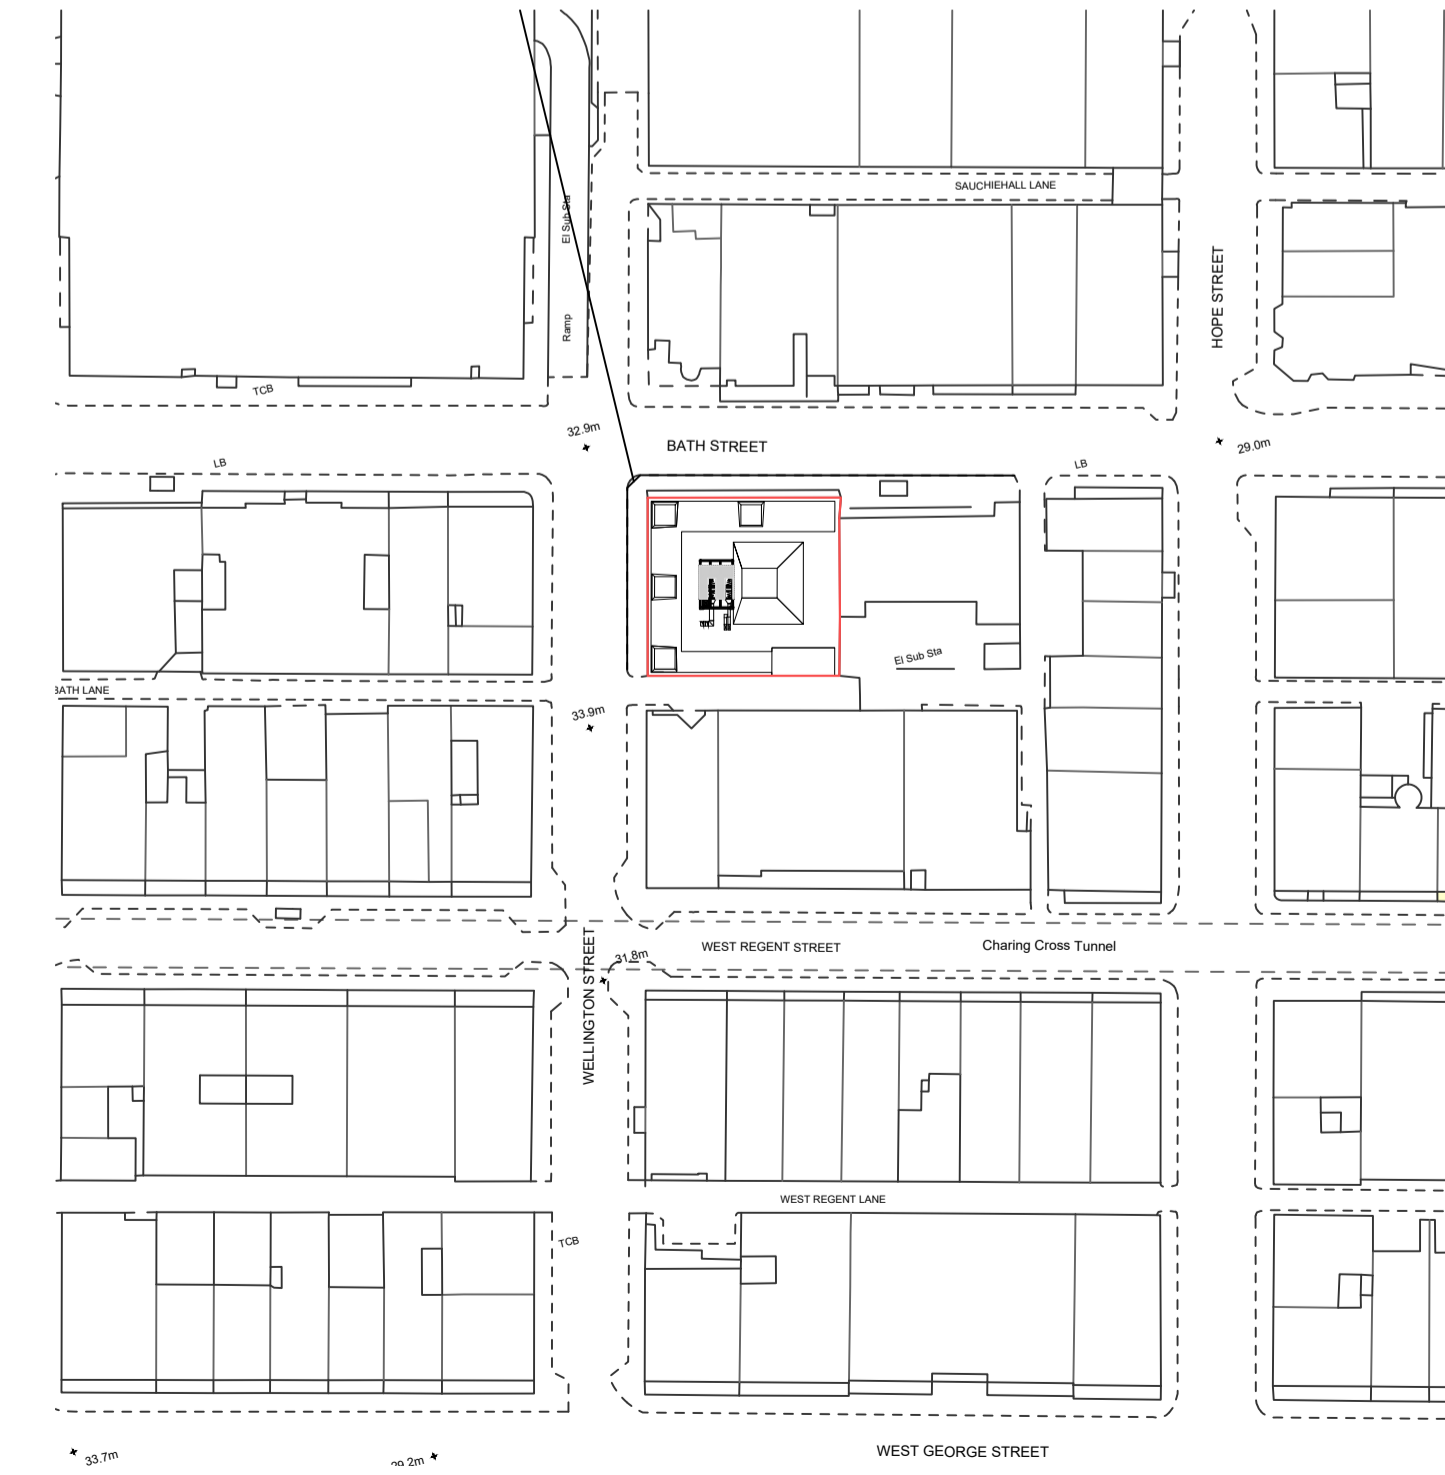 SAUCHIEHALL LANE
El Sub Sta
HOPE STREET
Ramp
TCB
32.9m
BATH STREET
29.0m
LB
LB
El Sub Sta
BATH LANE
33.9m
WELLINGTON STREET
WEST REGENT STREET
Charing Cross Tunnel
31.8m
WEST REGENT LANE
TCB
WEST GEORGE STREET
33.7m
29.2m